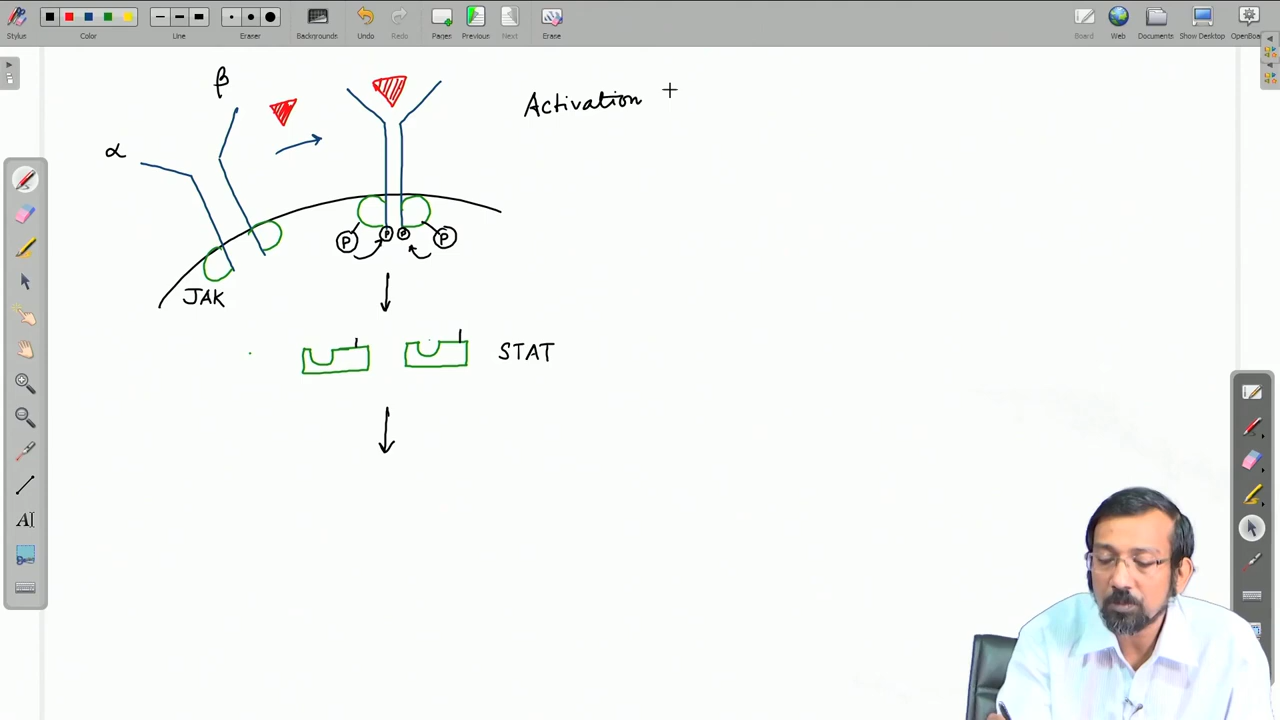 Stylus
Color
Line
Eraser
Backgrounds
Undo
Redo
Pages
Previous
Next
Erase
Board
Web
Documents
Show Desktop
OpenBoa
β
α
Activation
P P P P
JAK
STAT